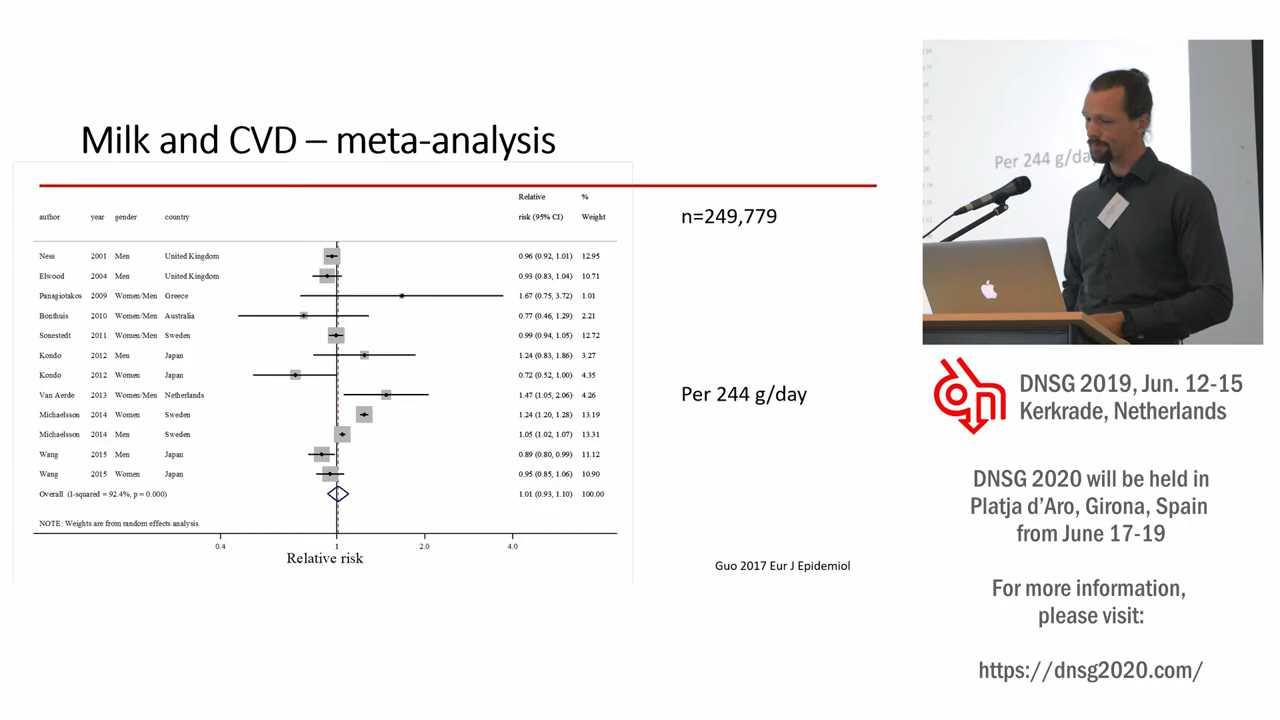 Milk and CVD – meta-analysis
Relative %
author year gender country risk (95% CI) Weight
Ness 2001 Men United Kingdom 0.96 (0.92, 1.01) 12.95
Elwood 2004 Men United Kingdom 0.93 (0.83, 1.04) 10.71
Panagiotakos 2009 Women/Men Greece 1.67 (0.75, 3.72) 1.01
Bonthuis 2010 Women/Men Australia 0.77 (0.46, 1.29) 2.21
Sonestedt 2011 Women/Men Sweden 0.99 (0.94, 1.05) 12.72
Kondo 2012 Men Japan 1.24 (0.83, 1.86) 3.27
Kondo 2012 Women Japan 0.72 (0.52, 1.00) 4.35
Van Aerde 2013 Women/Men Netherlands 1.47 (1.05, 2.06) 4.26
Michaelsson 2014 Women Sweden 1.24 (1.20, 1.28) 13.19
Michaelsson 2014 Men Sweden 1.05 (1.02, 1.07) 13.31
Wang 2015 Men Japan 0.89 (0.80, 0.99) 11.12
Wang 2015 Women Japan 0.95 (0.85, 1.06) 10.90
Overall (I-squared = 92.4%, p = 0.000) 1.01 (0.93, 1.10) 100.00
NOTE: Weights are from random effects analysis
0.4 1 2.0 4.0
Relative risk
n=249,779
Per 244 g/day
Guo 2017 Eur J Epidemiol
Per 244 g/day
DNSG 2019, Jun. 12-15
Kerkrade, Netherlands
DNSG 2020 will be held in
Platja d'Aro, Girona, Spain
from June 17-19
For more information,
please visit:
https://dnsg2020.com/